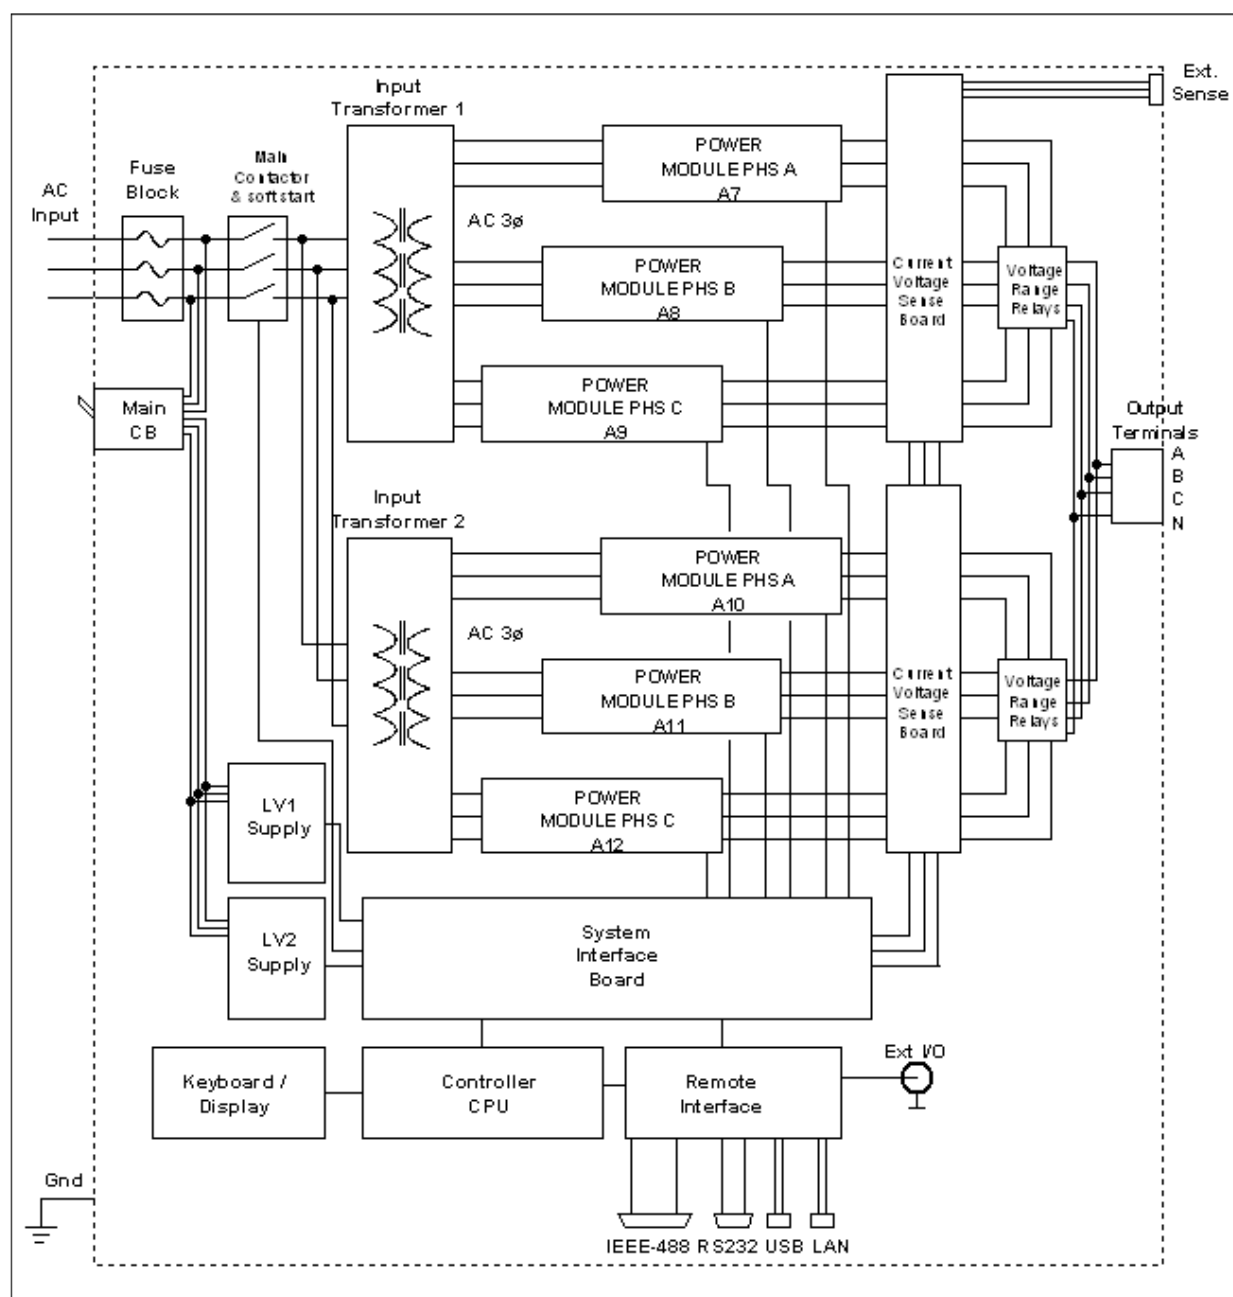 Ext.
Sense
Input
Transformer 1
Fuse
Block
Main
Contactor
& softstart
AC
Input
POWER
MODULE PHS A
A7
AC 3ø
POWER
MODULE PHS B
A8
Current
Voltage
Sense
Board
Voltage
Range
Relays
POWER
MODULE PHS C
A9
Main
CB
Output
Terminals
A
B
C
N
Input
Transformer 2
POWER
MODULE PHS A
A10
AC 3ø
POWER
MODULE PHS B
A11
Current
Voltage
Sense
Board
Voltage
Range
Relays
POWER
MODULE PHS C
A12
LV1
Supply
LV2
Supply
System
Interface
Board
Keyboard /
Display
Controller
CPU
Remote
Interface
Ext I/O
Gnd
IEEE-488 RS232 USB LAN